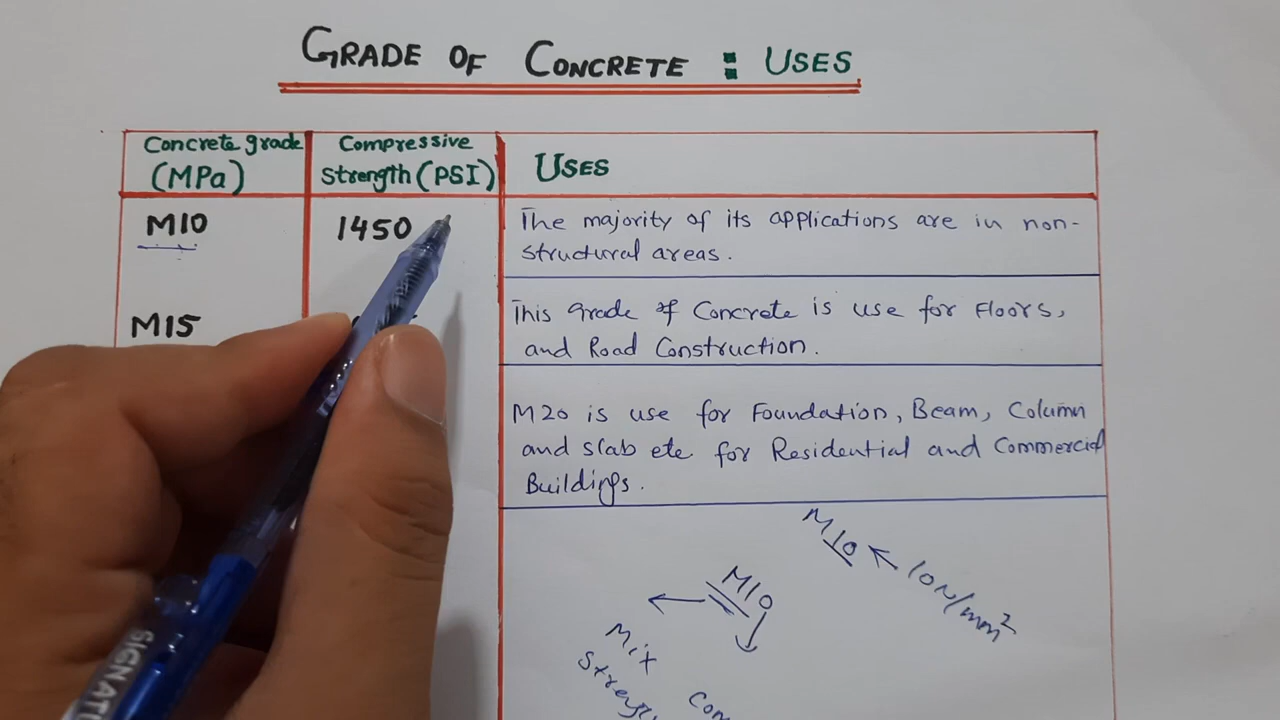 GRADE OF CONCRETE : USES
Concrete grade
(MPa)
Compressive
Strength (PSI)
USES
M10
1450
The majority of its applications are in non-
structural areas.
M15
This Grade of Concrete is use for Floors,
and Road Construction.
M20 is use for Foundation, Beam, Column
and Slab etc for Residential and Commercial
Buildings.
M10 ← 10N/mm²
M10
Mix
Strength
SIGNAT